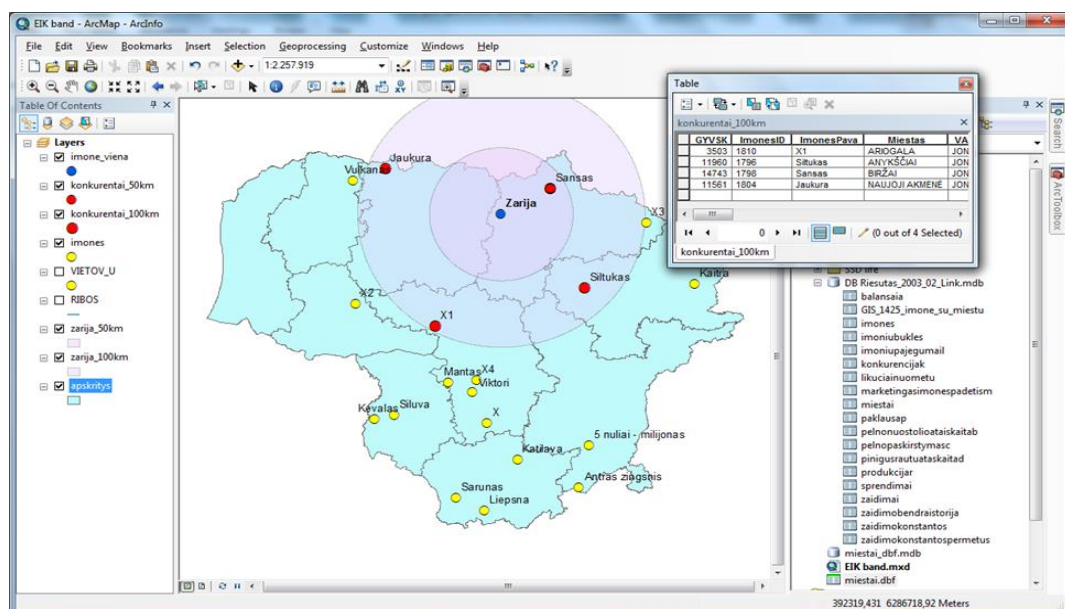 EIK band - ArcMap - ArcInfo
File Edit View Bookmarks Insert Selection Geoprocessing Customize Windows Help
1:2.257.919
Table Of Contents
Layers
imone_viena
konkurentai_50km
konkurentai_100km
imones
VIETOV_U
RIBOS
zarija_50km
zarija_100km
apskritys
Jaukura
Vulkanas
Sansas
Zarija
X3
Siltukas
Kaitra
X2
X1
Mantas
X4
Viktori
Kevalas
Siluva
X
5 nuliai - milijonas
Katilava
Antras zingsnis
Sarunas
Liepsna
Table
konkurentai_100km
GYVSK ImonesID ImonesPava Miestas VA
3503 1810 X1 ARIOGALA JON
11960 1796 Siltukas ANYKŠČIAI JON
14743 1798 Sansas BIRŽAI JON
11561 1804 Jaukura NAUJOJI AKMENĖ JON
0
(0 out of 4 Selected)
konkurentai_100km
Search
ArcToolbox
DB Riesutas_2003_02_Link.mdb
balansaia
GIS_1425_imone_su_miestu
imones
imoniubukles
imoniupajegumail
konkurencijak
likuciainuometu
marketingasimonespadetism
miestai
paklausap
pelnonuostolioataiskaitab
pelnopaskirstymasc
pinigusrautuataskaitad
produkcijar
sprendimai
zaidimai
zaidimobendraistorija
zaidimokonstantos
zaidimokonstantospermetus
miestai_dbf.mdb
EIK band.mxd
miestai.dbf
392319,431 6286718,92 Meters